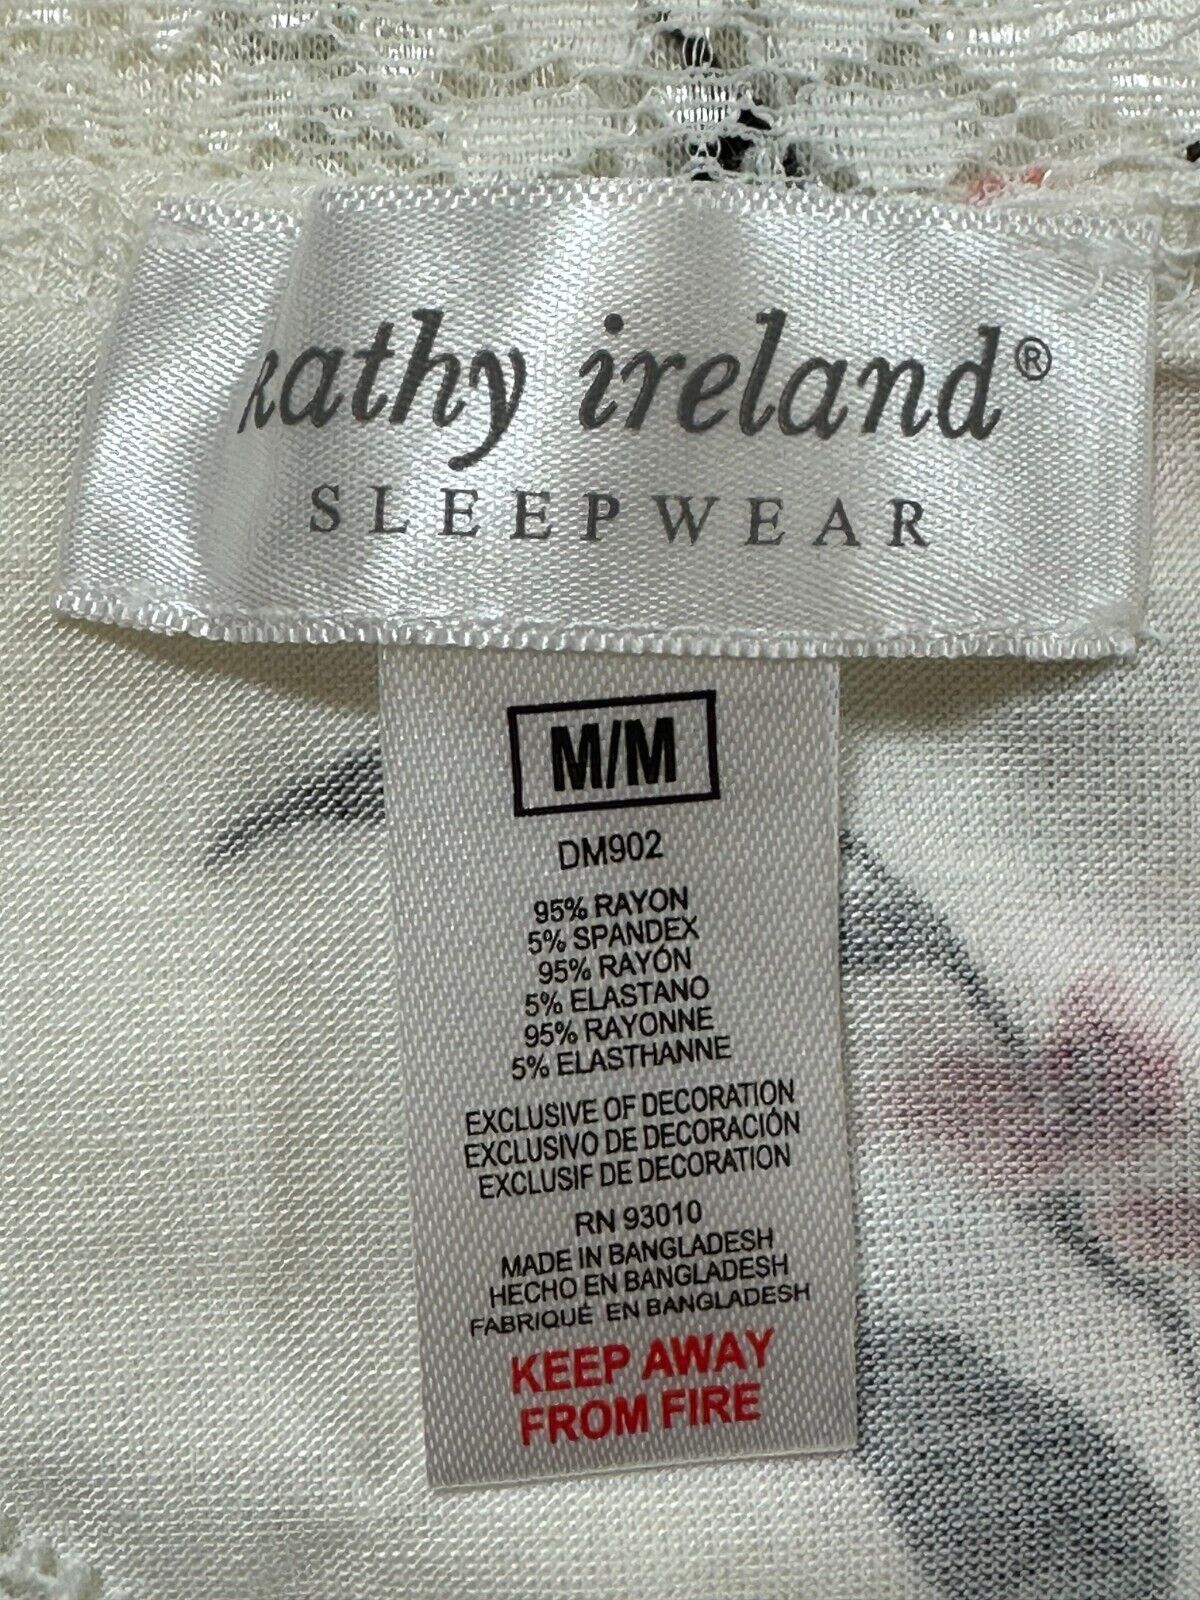 kathy ireland®
SLEEPWEAR
M/M
DM902
95% RAYON
5% SPANDEX
95% RAYÓN
5% ELASTANO
95% RAYONNE
5% ELASTHANNE
EXCLUSIVE OF DECORATION
EXCLUSIVO DE DECORACIÓN
EXCLUSIF DE DECORATION
RN 93010
MADE IN BANGLADESH
HECHO EN BANGLADESH
FABRIQUÉ EN BANGLADESH
KEEP AWAY
FROM FIRE